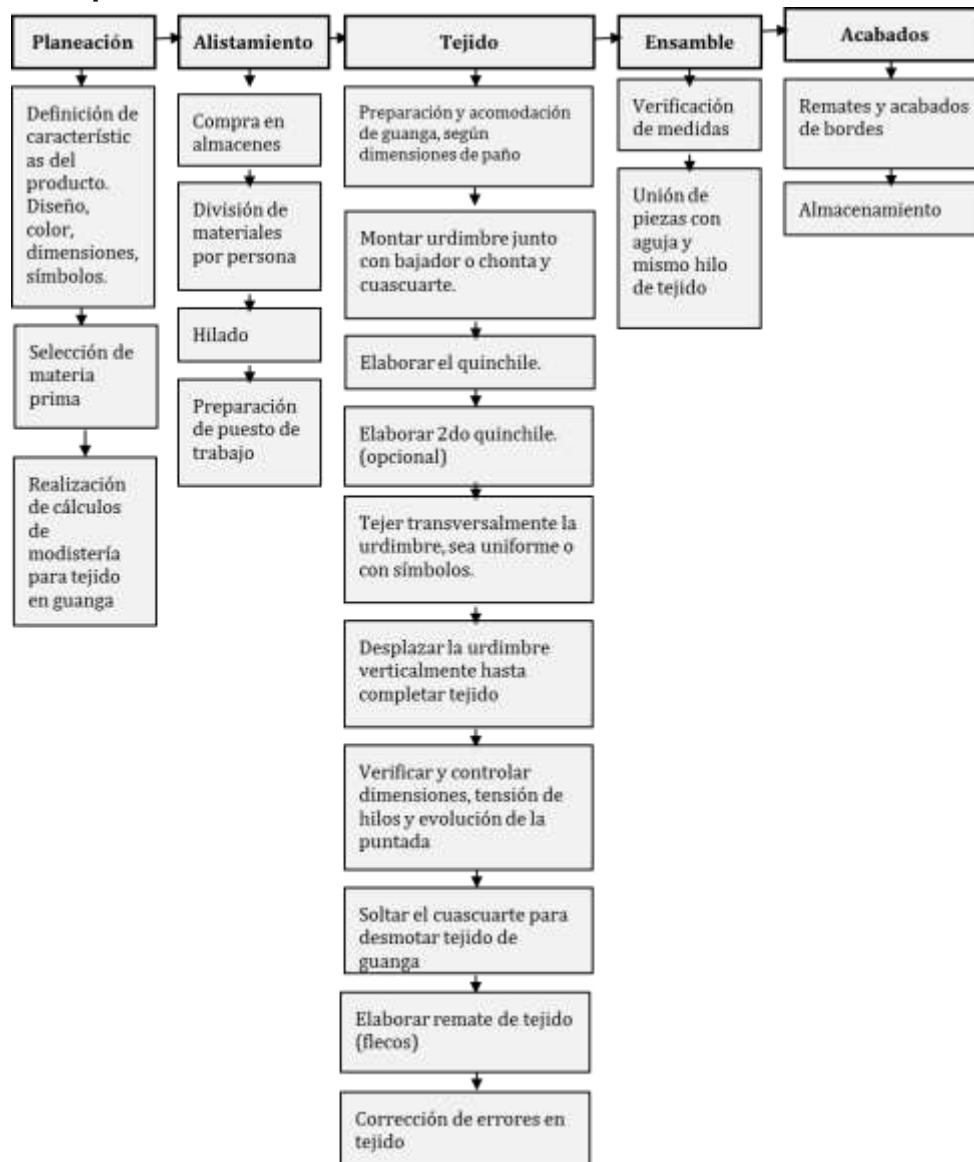 Planeación
Definición de
característic
as del
producto.
Diseño,
color,
dimensiones,
símbolos.
Selección de
materia
prima
Realización
de cálculos
de
modistería
para tejido
en guanga
Alistamiento
Compra en
almacenes
División de
materiales
por persona
Hilado
Preparación
de puesto de
trabajo
Tejido
Preparación y acomodación
de guanga, según
dimensiones de paño
Montar urdimbre junto
con bajador o chonta y
cuascuarte.
Elaborar el quinchile.
Elaborar 2do quinchile.
(opcional)
Tejer transversalmente la
urdimbre, sea uniforme o
con símbolos.
Desplazar la urdimbre
verticalmente hasta
completar tejido
Verificar y controlar
dimensiones, tensión de
hilos y evolución de la
puntada
Soltar el cuascuarte para
desmotar tejido de
guanga
Elaborar remate de tejido
(flecos)
Corrección de errores en
tejido
Ensamble
Verificación
de medidas
Unión de
piezas con
aguja y
mismo hilo
de tejido
Acabados
Remates y acabados
de bordes
Almacenamiento